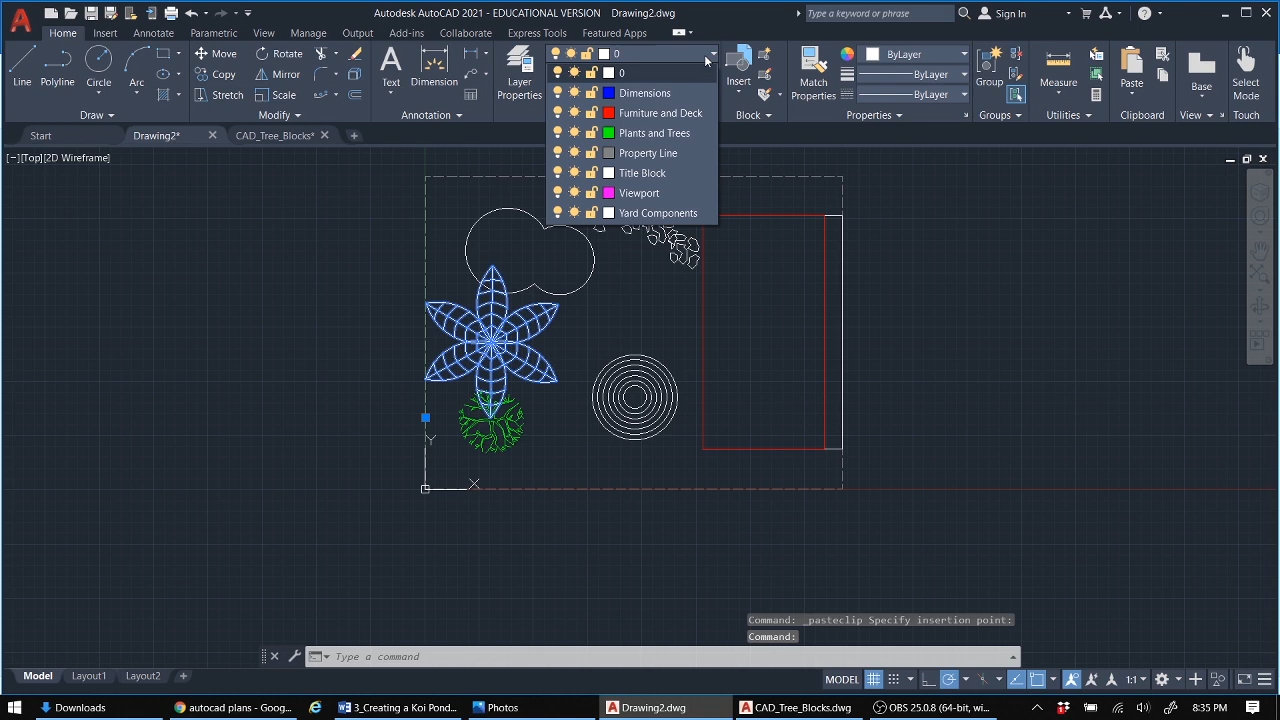 Autodesk AutoCAD 2021 - EDUCATIONAL VERSION Drawing2.dwg
Type a keyword or phrase
Sign In
Home Insert Annotate Parametric View Manage Output Add-ins Collaborate Express Tools Featured Apps
Line Polyline Circle Arc
Move Rotate
Copy Mirror
Stretch Scale
Text Dimension
Layer Properties
0
Insert
Match Properties
ByLayer
ByLayer
ByLayer
Group
Measure
Paste
Base
Select Mode
Draw Modify Annotation Block Properties Groups Utilities Clipboard View Touch
0
Dimensions
Furniture and Deck
Plants and Trees
Property Line
Title Block
Viewport
Yard Components
Start Drawing2* CAD_Tree_Blocks*
[−][Top][2D Wireframe]
Y
X
Command: _pasteclip Specify insertion point:
Command:
Type a command
Model Layout1 Layout2
MODEL 1:1
Downloads
autocad plans - Goog...
3_Creating a Koi Pond...
Photos
Drawing2.dwg
CAD_Tree_Blocks.dwg
OBS 25.0.8 (64-bit, wi...
8:35 PM